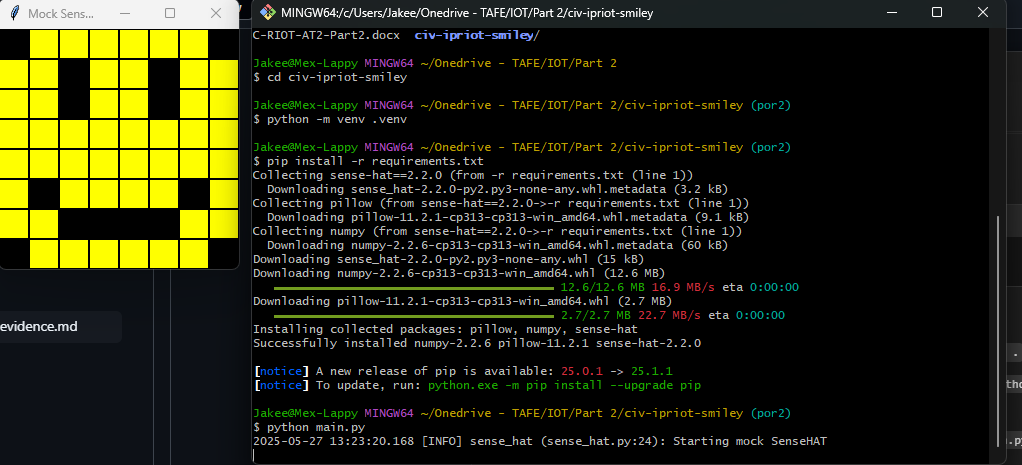 Mock Sens...
MINGW64:/c/Users/Jakee/Onedrive - TAFE/IOT/Part 2/civ-ipriot-smiley
C-RIOT-AT2-Part2.docx  civ-ipriot-smiley/
Jakee@Mex-Lappy MINGW64 ~/Onedrive - TAFE/IOT/Part 2
$ cd civ-ipriot-smiley
Jakee@Mex-Lappy MINGW64 ~/Onedrive - TAFE/IOT/Part 2/civ-ipriot-smiley (por2)
$ python -m venv .venv
Jakee@Mex-Lappy MINGW64 ~/Onedrive - TAFE/IOT/Part 2/civ-ipriot-smiley (por2)
$ pip install -r requirements.txt
Collecting sense-hat==2.2.0 (from -r requirements.txt (line 1))
  Downloading sense_hat-2.2.0-py2.py3-none-any.whl.metadata (3.2 kB)
Collecting pillow (from sense-hat==2.2.0->-r requirements.txt (line 1))
  Downloading pillow-11.2.1-cp313-cp313-win_amd64.whl.metadata (9.1 kB)
Collecting numpy (from sense-hat==2.2.0->-r requirements.txt (line 1))
  Downloading numpy-2.2.6-cp313-cp313-win_amd64.whl.metadata (60 kB)
Downloading sense_hat-2.2.0-py2.py3-none-any.whl (15 kB)
Downloading numpy-2.2.6-cp313-cp313-win_amd64.whl (12.6 MB)
12.6/12.6 MB 16.9 MB/s eta 0:00:00
Downloading pillow-11.2.1-cp313-cp313-win_amd64.whl (2.7 MB)
2.7/2.7 MB 22.7 MB/s eta 0:00:00
Installing collected packages: pillow, numpy, sense-hat
Successfully installed numpy-2.2.6 pillow-11.2.1 sense-hat-2.2.0
[notice] A new release of pip is available: 25.0.1 -> 25.1.1
[notice] To update, run: python.exe -m pip install --upgrade pip
Jakee@Mex-Lappy MINGW64 ~/Onedrive - TAFE/IOT/Part 2/civ-ipriot-smiley (por2)
$ python main.py
2025-05-27 13:23:20.168 [INFO] sense_hat (sense_hat.py:24): Starting mock SenseHAT
evidence.md